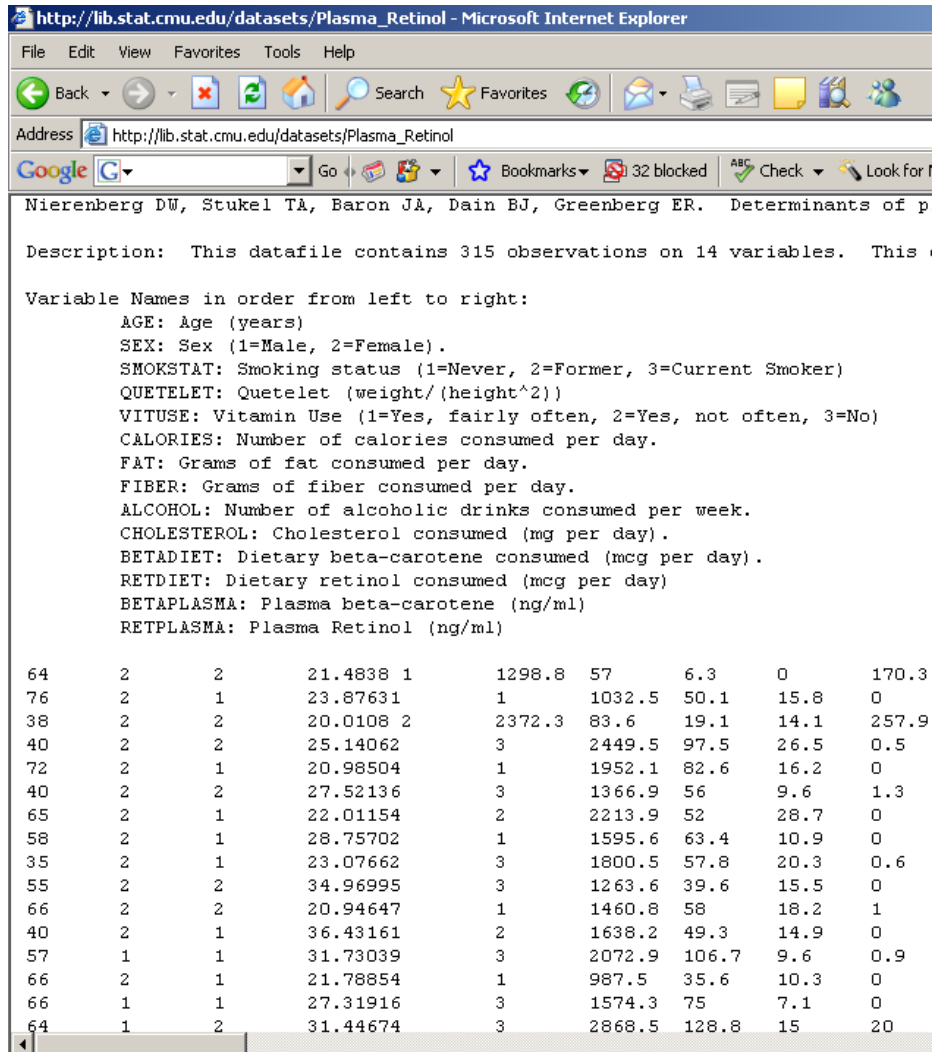 http://lib.stat.cmu.edu/datasets/Plasma_Retinol - Microsoft Internet Explorer
File Edit View Favorites Tools Help
Back Search Favorites
Address http://lib.stat.cmu.edu/datasets/Plasma_Retinol
Google G Go Bookmarks 32 blocked ABC Check Look for
Nierenberg DW, Stukel TA, Baron JA, Dain BJ, Greenberg ER. Determinants of p
Description: This datafile contains 315 observations on 14 variables. This
Variable Names in order from left to right:
AGE: Age (years)
SEX: Sex (1=Male, 2=Female).
SMOKSTAT: Smoking status (1=Never, 2=Former, 3=Current Smoker)
QUETELET: Quetelet (weight/(height^2))
VITUSE: Vitamin Use (1=Yes, fairly often, 2=Yes, not often, 3=No)
CALORIES: Number of calories consumed per day.
FAT: Grams of fat consumed per day.
FIBER: Grams of fiber consumed per day.
ALCOHOL: Number of alcoholic drinks consumed per week.
CHOLESTEROL: Cholesterol consumed (mg per day).
BETADIET: Dietary beta-carotene consumed (mcg per day).
RETDIET: Dietary retinol consumed (mcg per day)
BETAPLASMA: Plasma beta-carotene (ng/ml)
RETPLASMA: Plasma Retinol (ng/ml)
64 2 2 21.4838 1 1298.8 57 6.3 0 170.3
76 2 1 23.87631 1 1032.5 50.1 15.8 0
38 2 2 20.0108 2 2372.3 83.6 19.1 14.1 257.9
40 2 2 25.14062 3 2449.5 97.5 26.5 0.5
72 2 1 20.98504 1 1952.1 82.6 16.2 0
40 2 2 27.52136 3 1366.9 56 9.6 1.3
65 2 1 22.01154 2 2213.9 52 28.7 0
58 2 1 28.75702 1 1595.6 63.4 10.9 0
35 2 1 23.07662 3 1800.5 57.8 20.3 0.6
55 2 2 34.96995 3 1263.6 39.6 15.5 0
66 2 2 20.94647 1 1460.8 58 18.2 1
40 2 1 36.43161 2 1638.2 49.3 14.9 0
57 1 1 31.73039 3 2072.9 106.7 9.6 0.9
66 2 1 21.78854 1 987.5 35.6 10.3 0
66 1 1 27.31916 3 1574.3 75 7.1 0
64 1 2 31.44674 3 2868.5 128.8 15 20